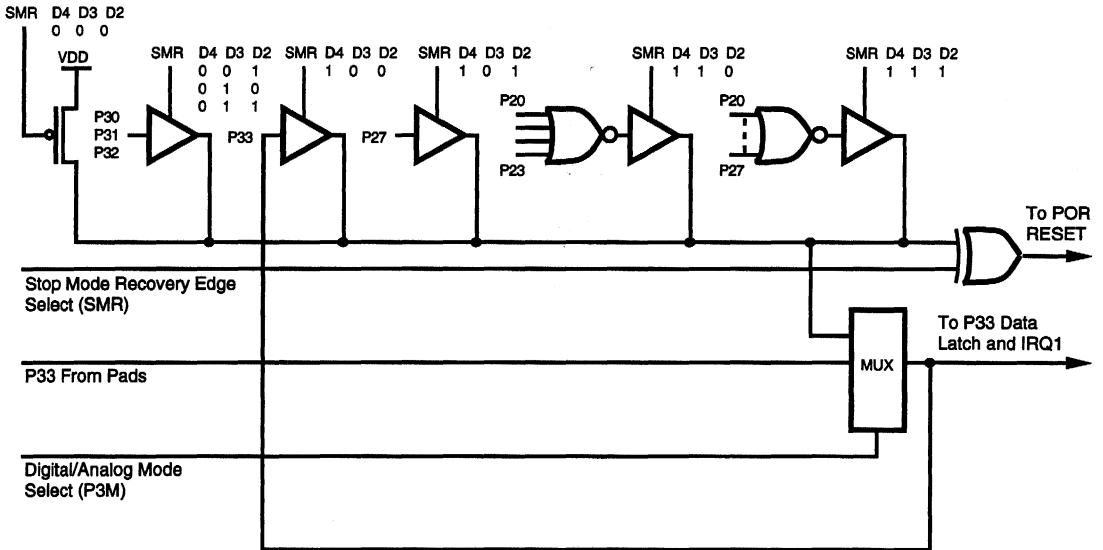 SMR D4 D3 D2
0 0 0
VDD
SMR D4 D3 D2
0 0 1
0 1 0
0 1 1
P30
P31
P32
SMR D4 D3 D2
1 0 0
P33
SMR D4 D3 D2
1 0 1
P27
SMR D4 D3 D2
1 1 0
P20
P23
SMR D4 D3 D2
1 1 1
P20
P27
To POR
RESET
Stop Mode Recovery Edge
Select (SMR)
To P33 Data
Latch and IRQ1
MUX
P33 From Pads
Digital/Analog Mode
Select (P3M)